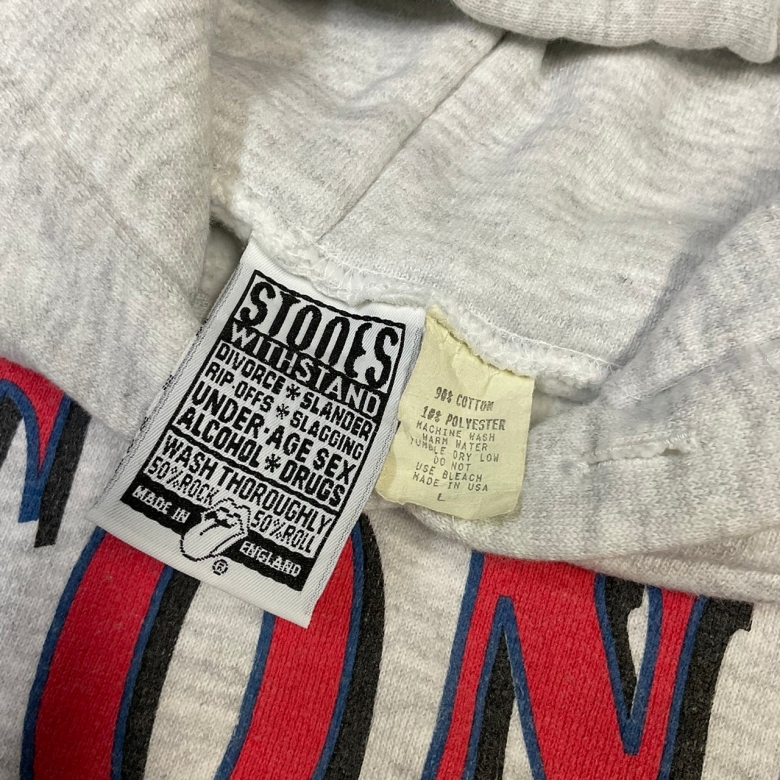 STONES
WITHSTAND
DIVORCE * SLANDER
RIP-OFFS * SLAGGING
UNDER-AGE SEX
ALCOHOL * DRUGS
WASH THOROUGHLY
50% ROCK 50% ROLL
MADE IN ENGLAND
®
90% COTTON
10% POLYESTER
MACHINE WASH
WARM WATER
TUMBLE DRY LOW
DO NOT
USE BLEACH
MADE IN USA
L
ON